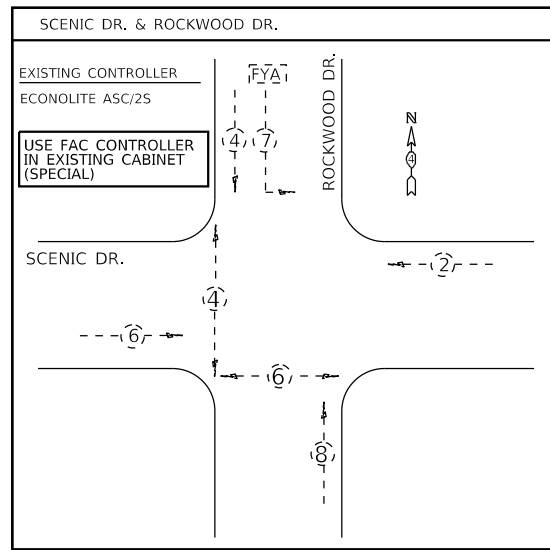 SCENIC DR. & ROCKWOOD DR.
EXISTING CONTROLLER
ECONOLITE ASC/2S
USE FAC CONTROLLER
IN EXISTING CABINET
(SPECIAL)
FYA
4
7
ROCKWOOD DR.
N
4
SCENIC DR.
2
4
6
6
8